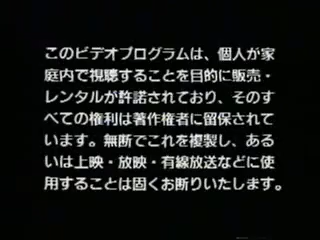 このビデオプログラムは、個人が家
庭内で視聴することを目的に販売・
レンタルが許諾されており、そのす
べての権利は著作権者に留保されて
います。無断でこれを複製し、ある
いは上映・放映・有線放送などに使
用することは固くお断りいたします。